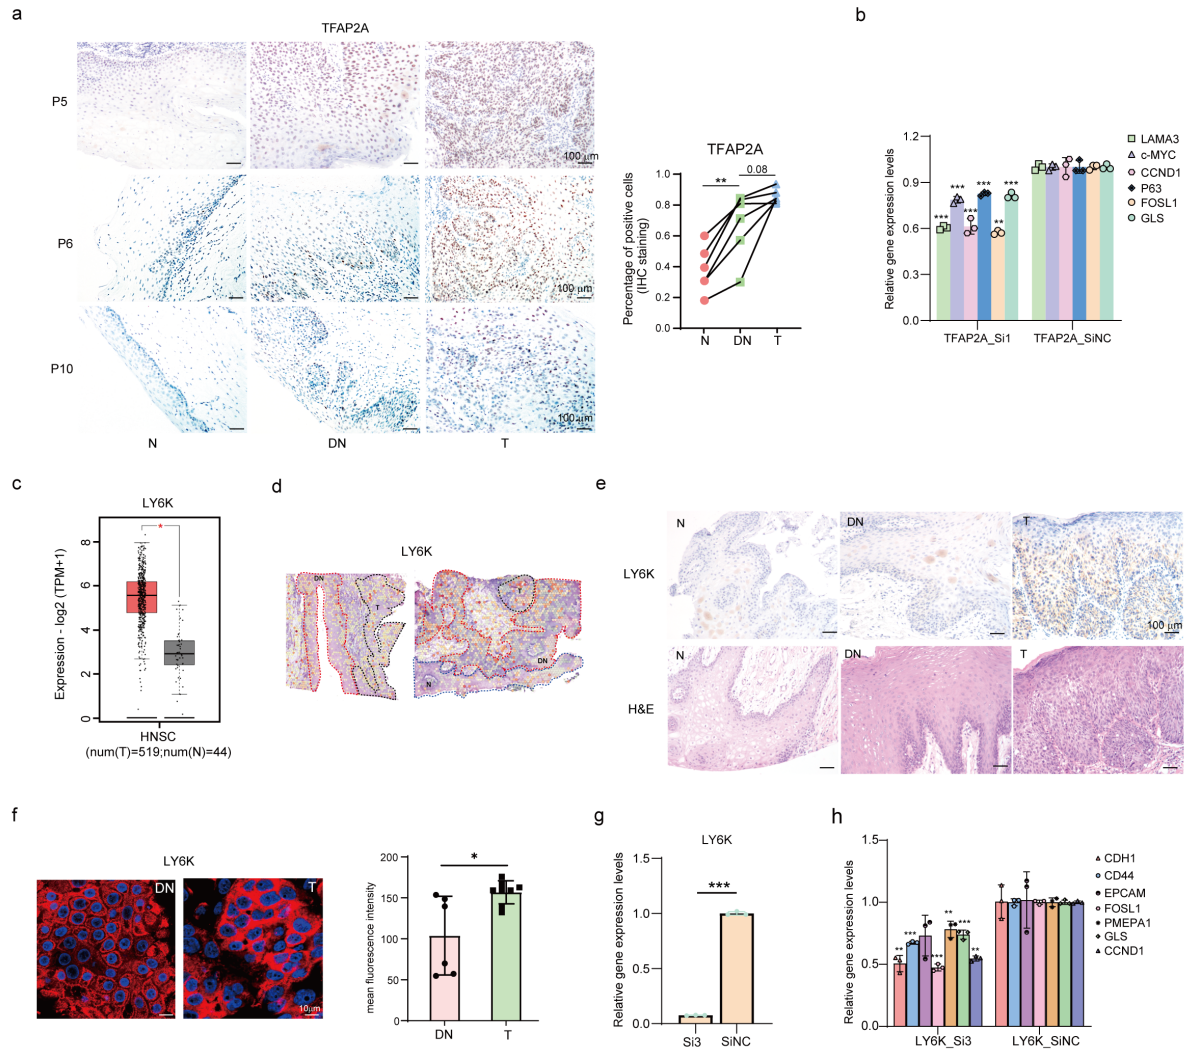 a
TFAP2A
P5
100 μm
P6
100 μm
P10
100 μm
N
DN
T
TFAP2A
Percentage of positive cells
(IHC staining)
1.0
0.8
0.6
0.4
0.2
0.0
**
0.08
N
DN
T
b
Relative gene expression levels
1.2
0.9
0.6
0.3
0.0
***
***
***
***
**
***
TFAP2A_Si1
TFAP2A_SiNC
LAMA3
c-MYC
CCND1
P63
FOSL1
GLS
c
LY6K
Expression - log2 (TPM+1)
8
6
4
2
0
*
HNSC
(num(T)=519;num(N)=44)
d
LY6K
DN
T
T
DN
N
e
LY6K
N
DN
T
100 μm
H&E
N
DN
T
f
LY6K
DN
T
10μm
mean fluorescence intensity
200
150
100
50
0
*
DN
T
g
LY6K
Relative gene expression levels
1.5
1.0
0.5
0.0
***
Si3
SiNC
h
Relative gene expression levels
1.5
1.0
0.5
0.0
**
***
***
**
***
**
LY6K_Si3
LY6K_SiNC
CDH1
CD44
EPCAM
FOSL1
PMEPA1
GLS
CCND1